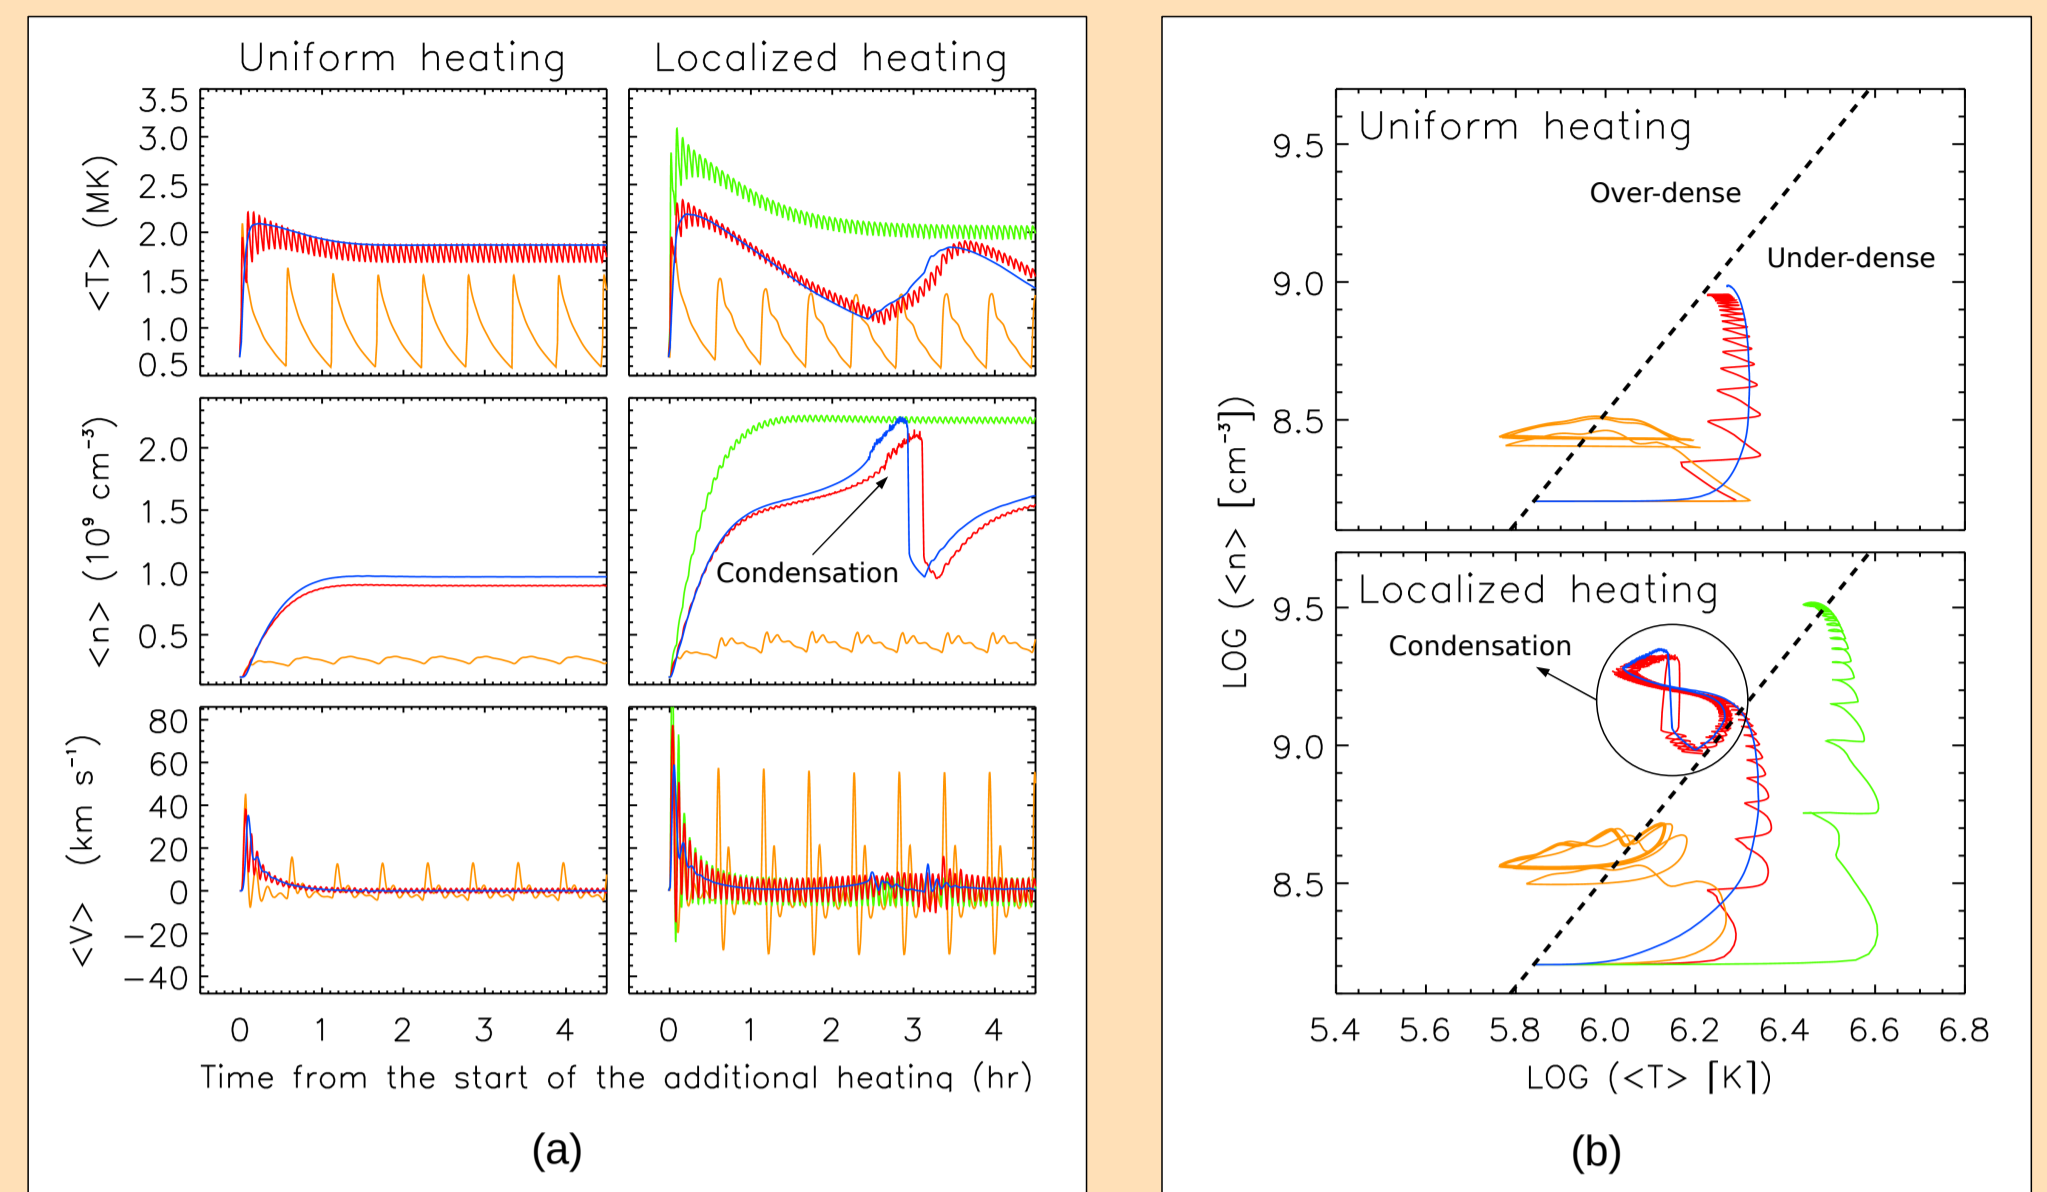 Uniform heating
Localized heating
<T> (MK)
3.5
3.0
2.5
2.0
1.5
1.0
0.5
<n> (10⁹ cm⁻³)
2.0
1.5
1.0
0.5
Condensation
<V> (km s⁻¹)
80
60
40
20
0
−20
−40
0 1 2 3 4
0 1 2 3 4
Time from the start of the additional heating (hr)
(a)
Uniform heating
Over-dense
Under-dense
9.5
9.0
8.5
LOG (<n> [cm⁻³])
Localized heating
Condensation
9.5
9.0
8.5
5.4 5.6 5.8 6.0 6.2 6.4 6.6 6.8
LOG (<T> [K])
(b)